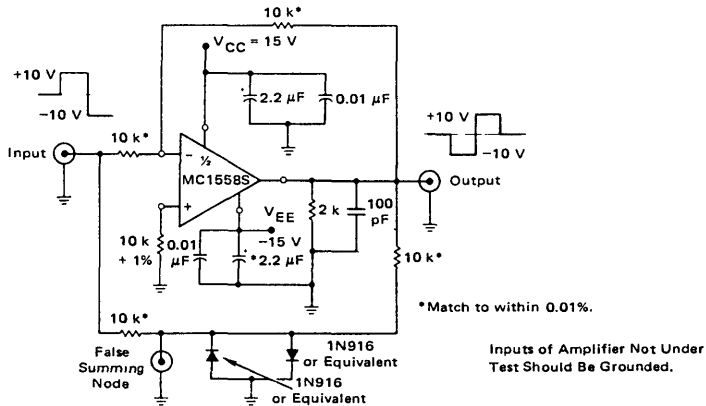 10 k*
VCC = 15 V
+10 V
−10 V
2.2 µF
0.01 µF
+10 V
−10 V
10 k*
Input
−
½
MC1558S
+
Output
VEE
−15 V
2 k
100
pF
10 k
+ 1%
0.01
µF
*2.2 µF
10 k*
*Match to within 0.01%.
10 k*
False
Summing
Node
1N916
or Equivalent
1N916
or Equivalent
Inputs of Amplifier Not Under
Test Should Be Grounded.